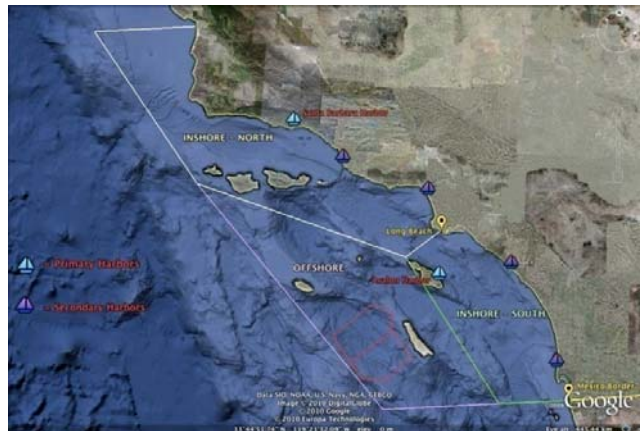 Santa Barbara Harbor
INSHORE - NORTH
Long Beach
OFFSHORE
Avalon Harbor
= Primary Harbors
INSHORE - SOUTH
= Secondary Harbors
Mexico Border
Data SIO, NOAA, U.S. Navy, NGA, GEBCO
Image © 2010 DigitalGlobe
© 2010 Google
© 2010 Europa Technologies
Google